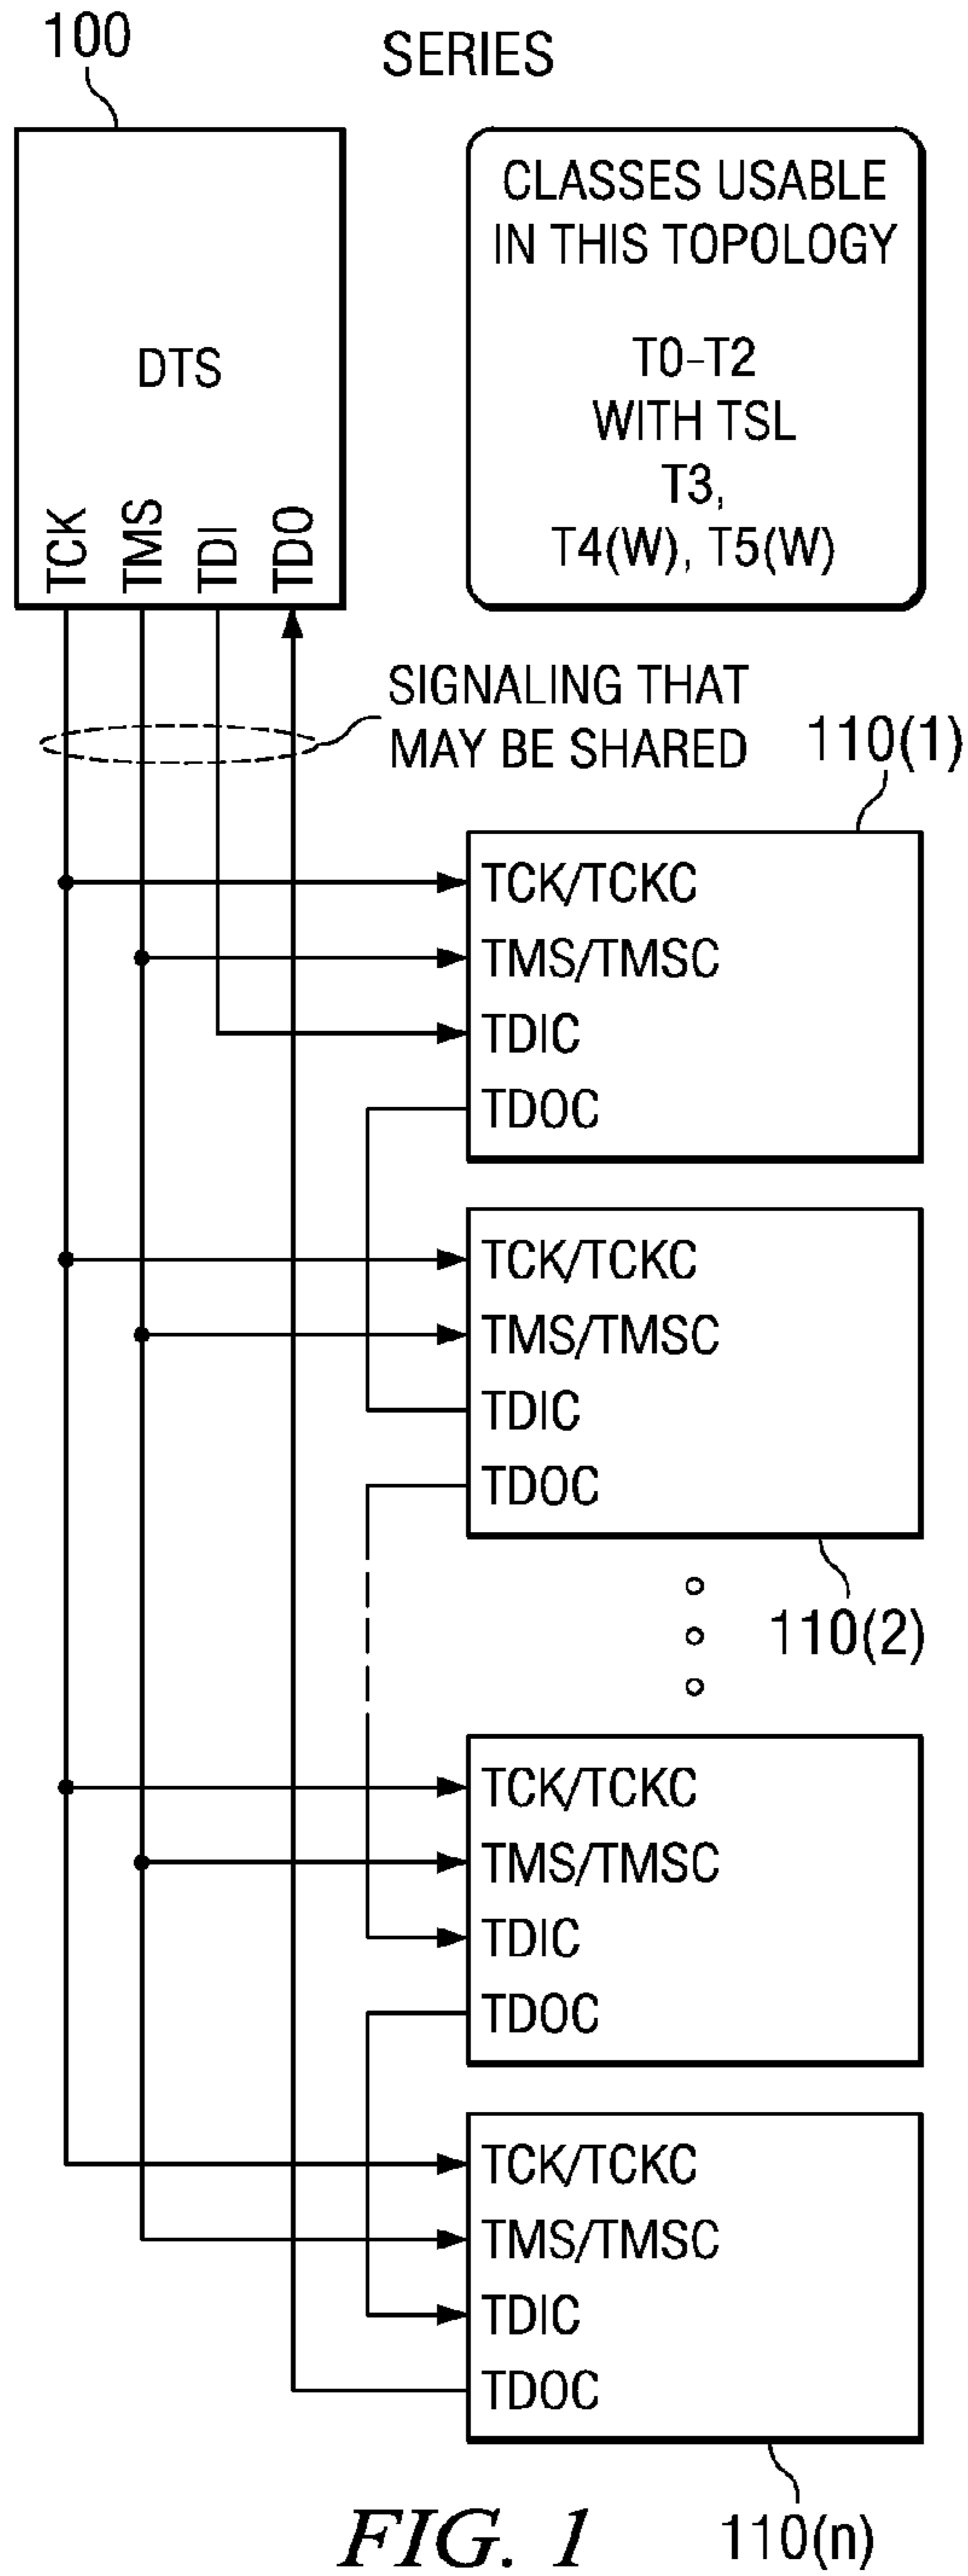 100
SERIES
CLASSES USABLE
IN THIS TOPOLOGY
T0-T2
WITH TSL
T3,
T4(W), T5(W)
DTS
TCK
TMS
TDI
TDO
SIGNALING THAT
MAY BE SHARED
110(1)
TCK/TCKC
TMS/TMSC
TDIC
TDOC
TCK/TCKC
TMS/TMSC
TDIC
TDOC
110(2)
TCK/TCKC
TMS/TMSC
TDIC
TDOC
TCK/TCKC
TMS/TMSC
TDIC
TDOC
110(n)
FIG. 1